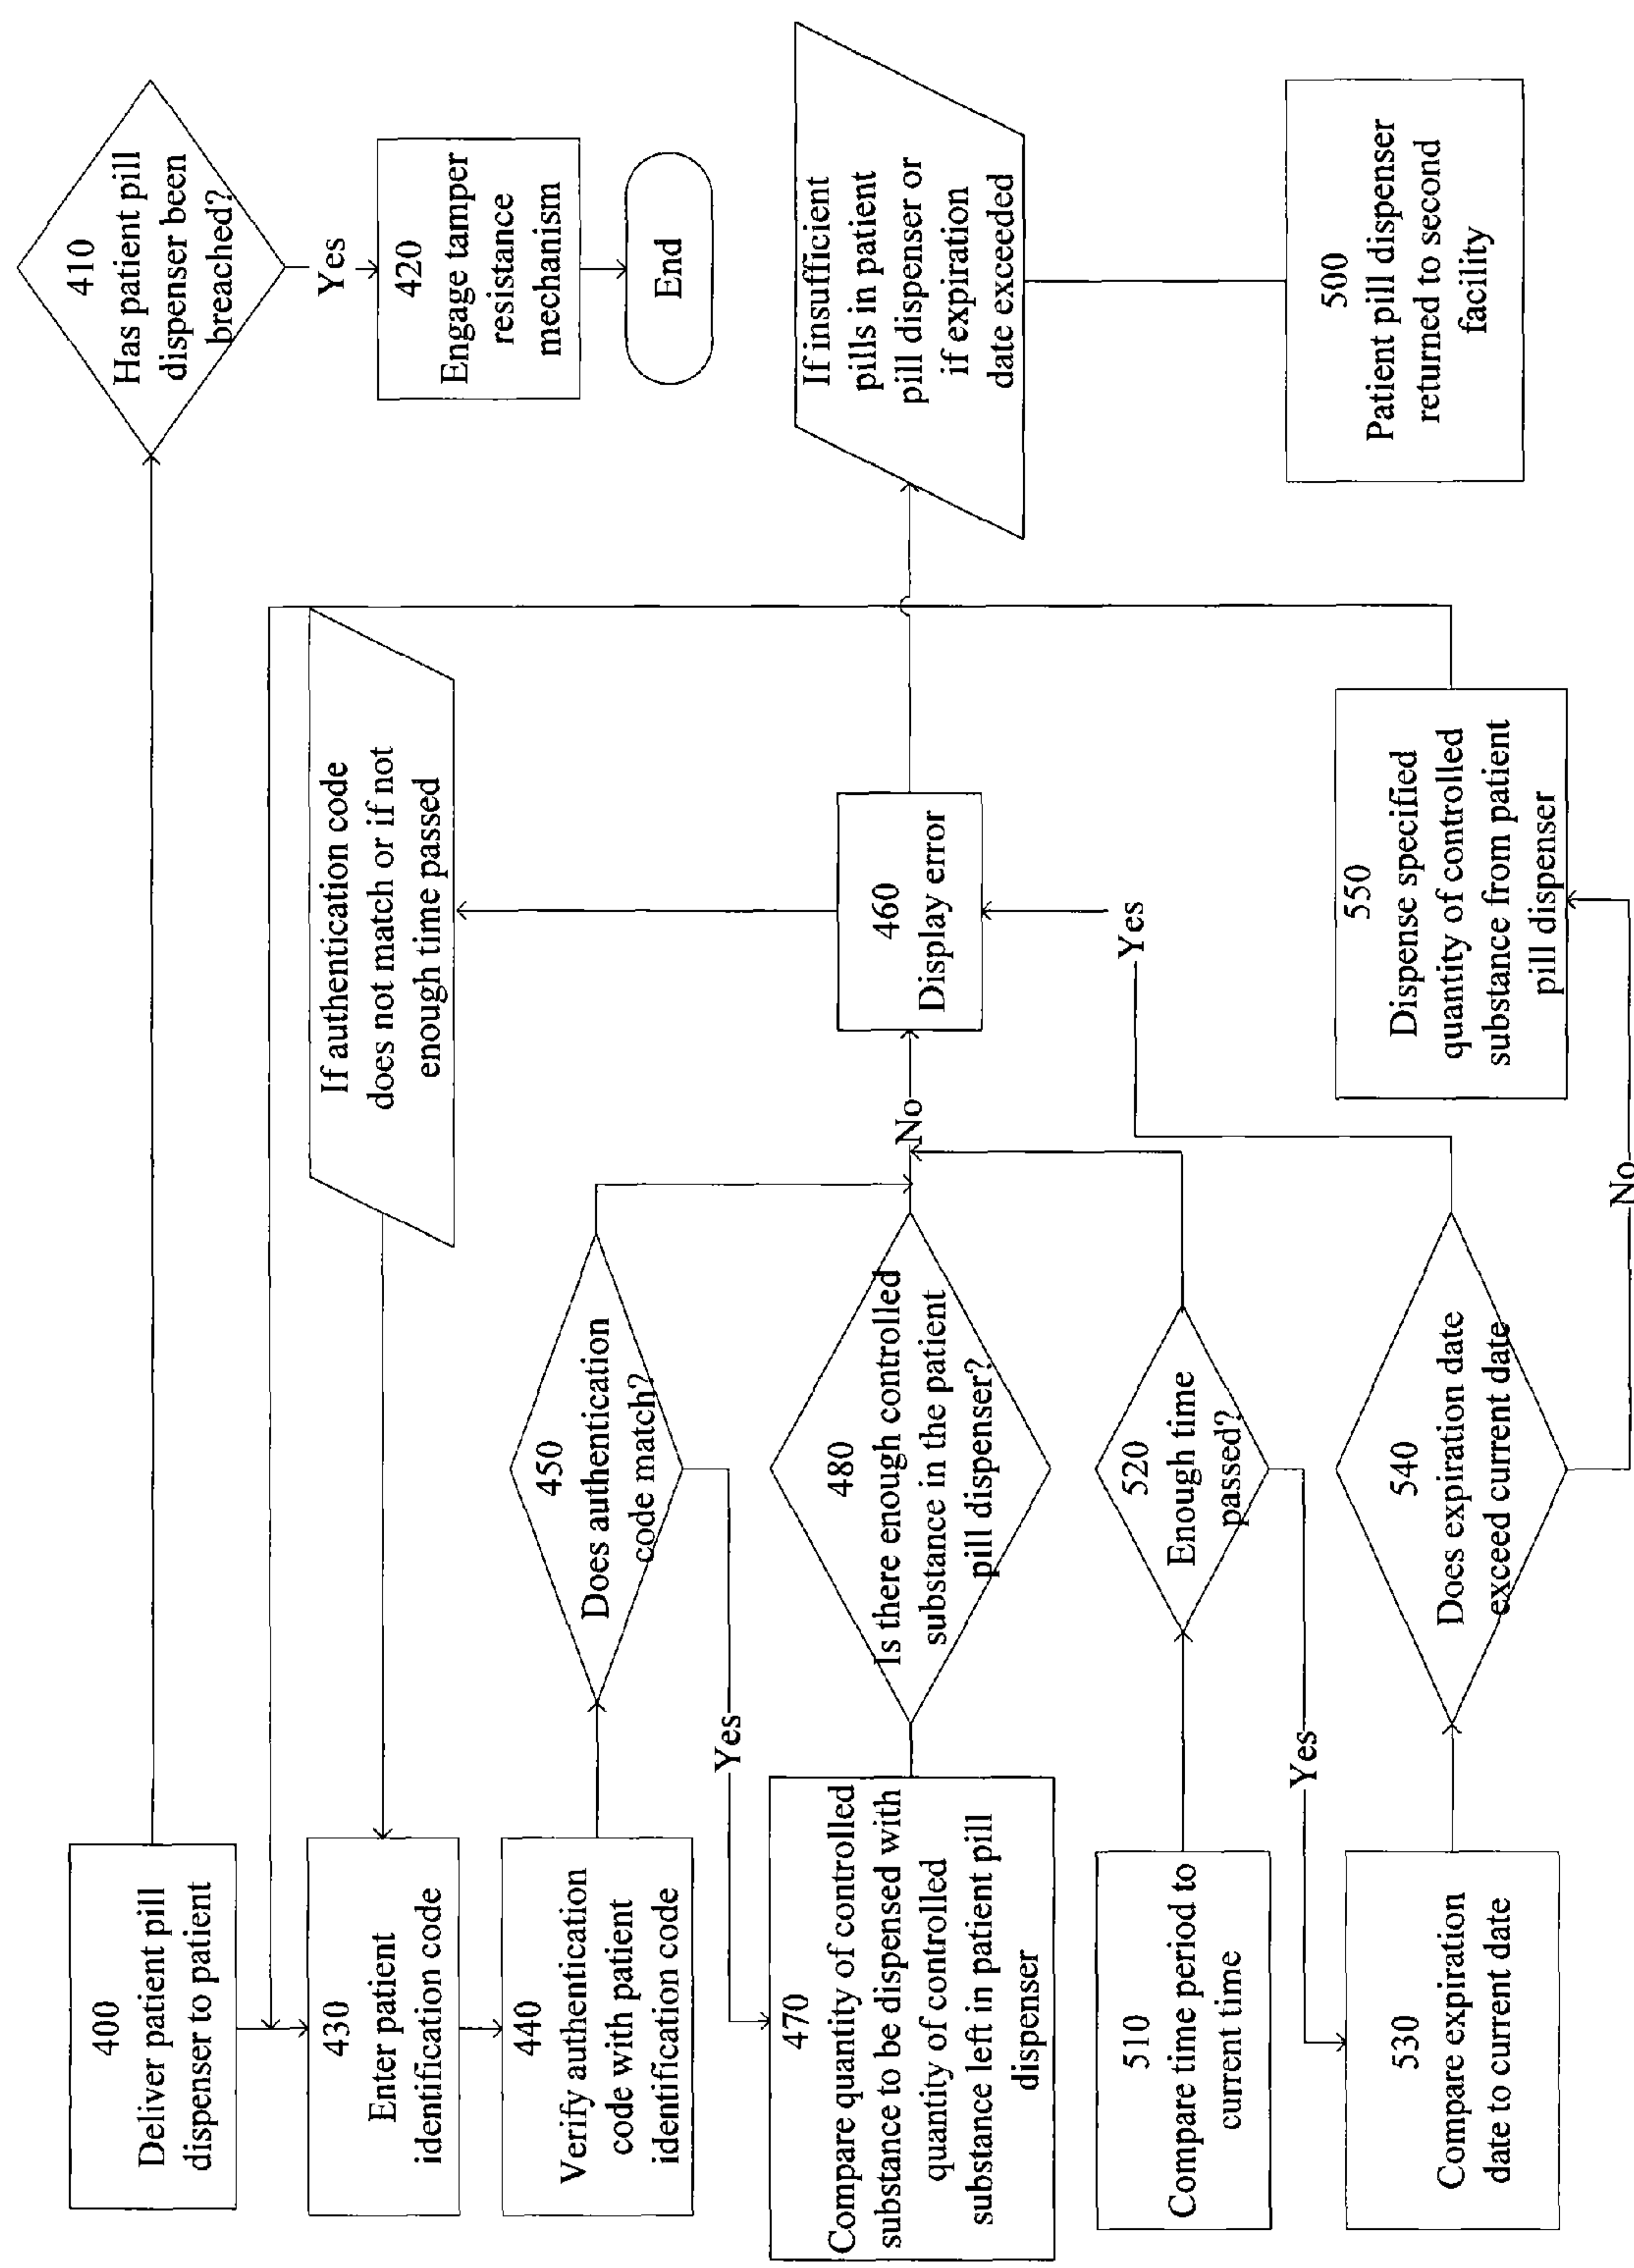 400
Deliver patient pill
dispenser to patient
410
Has patient pill
dispenser been
breached?
Yes
420
Engage tamper
resistance
mechanism
End
430
Enter patient
identification code
If authentication code
does not match or if not
enough time passed
440
Verify authentication
code with patient
identification code
450
Does authentication
code match?
Yes
470
Compare quantity of controlled
substance to be dispensed with
quantity of controlled
substance left in patient pill
dispenser
480
Is there enough controlled
substance in the patient
pill dispenser?
No
460
Display error
If insufficient
pills in patient
pill dispenser or
if expiration
date exceeded
500
Patient pill dispenser
returned to second
facility
510
Compare time period to
current time
520
Enough time
passed?
Yes
Yes
530
Compare expiration
date to current date
540
Does expiration date
exceed current date
No
550
Dispense specified
quantity of controlled
substance from patient
pill dispenser